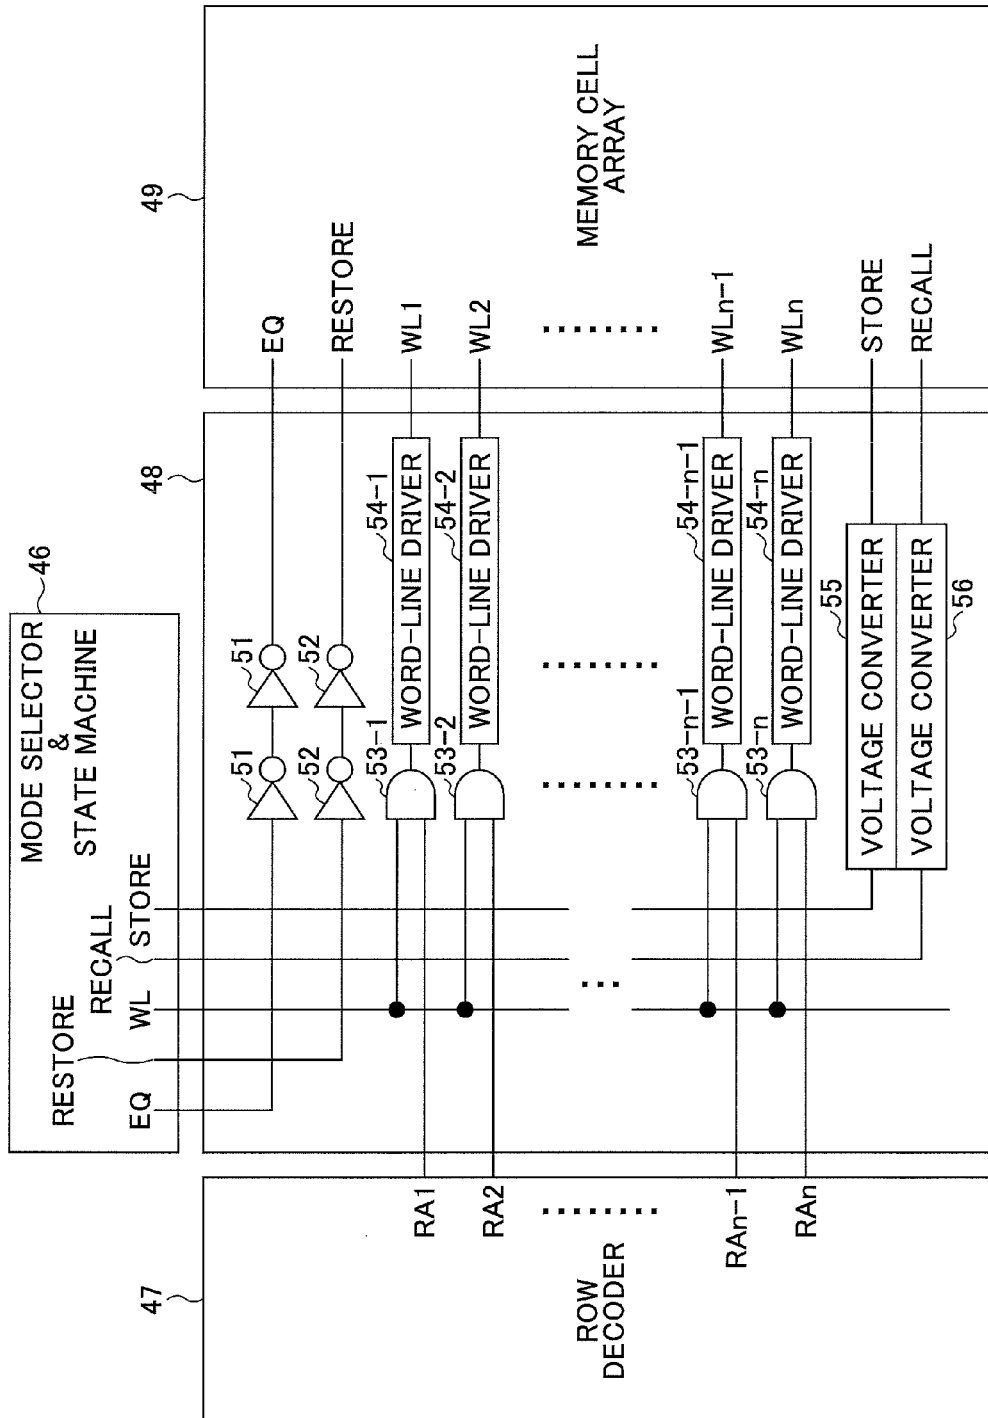 46
MODE SELECTOR
&
STATE MACHINE
EQ
RESTORE
WL
RECALL
STORE
47
48
49
51
51
EQ
52
52
RESTORE
RA1
53-1
WORD-LINE DRIVER
54-1
WL1
RA2
53-2
WORD-LINE DRIVER
54-2
WL2
ROW
DECODER
MEMORY CELL
ARRAY
RAn-1
53-n-1
WORD-LINE DRIVER
54-n-1
WLn-1
RAn
53-n
WORD-LINE DRIVER
54-n
WLn
VOLTAGE CONVERTER
55
STORE
VOLTAGE CONVERTER
56
RECALL